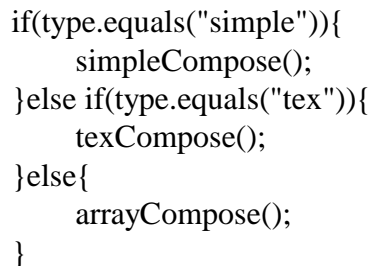 if(type.equals("simple")){
simpleCompose();
}else if(type.equals("tex")){
texCompose();
}else{
arrayCompose();
}